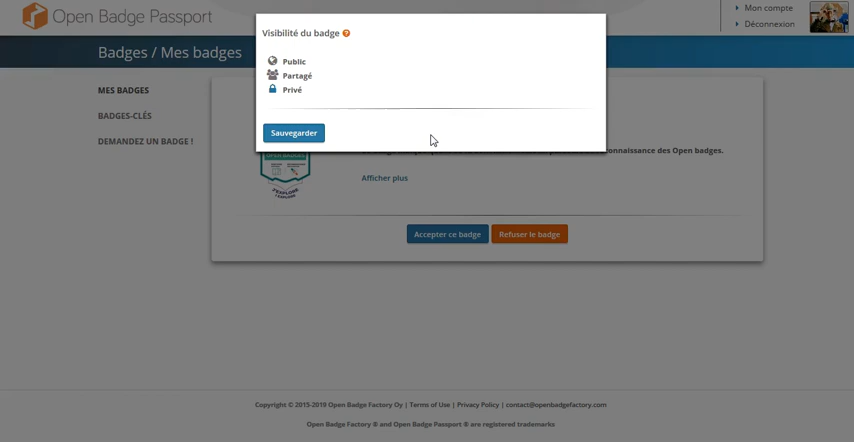 Open Badge Passport
Mon compte
Déconnexion
Badges / Mes badges
Visibilité du badge
Public
Partagé
Privé
Sauvegarder
MES BADGES
BADGES-CLÉS
DEMANDEZ UN BADGE !
connaissance des Open badges.
OPEN BADGES
J'EXPLORE
Afficher plus
Accepter ce badge
Refuser le badge
Copyright © 2015-2019 Open Badge Factory Oy | Terms of Use | Privacy Policy | contact@openbadgefactory.com
Open Badge Factory ® and Open Badge Passport ® are registered trademarks